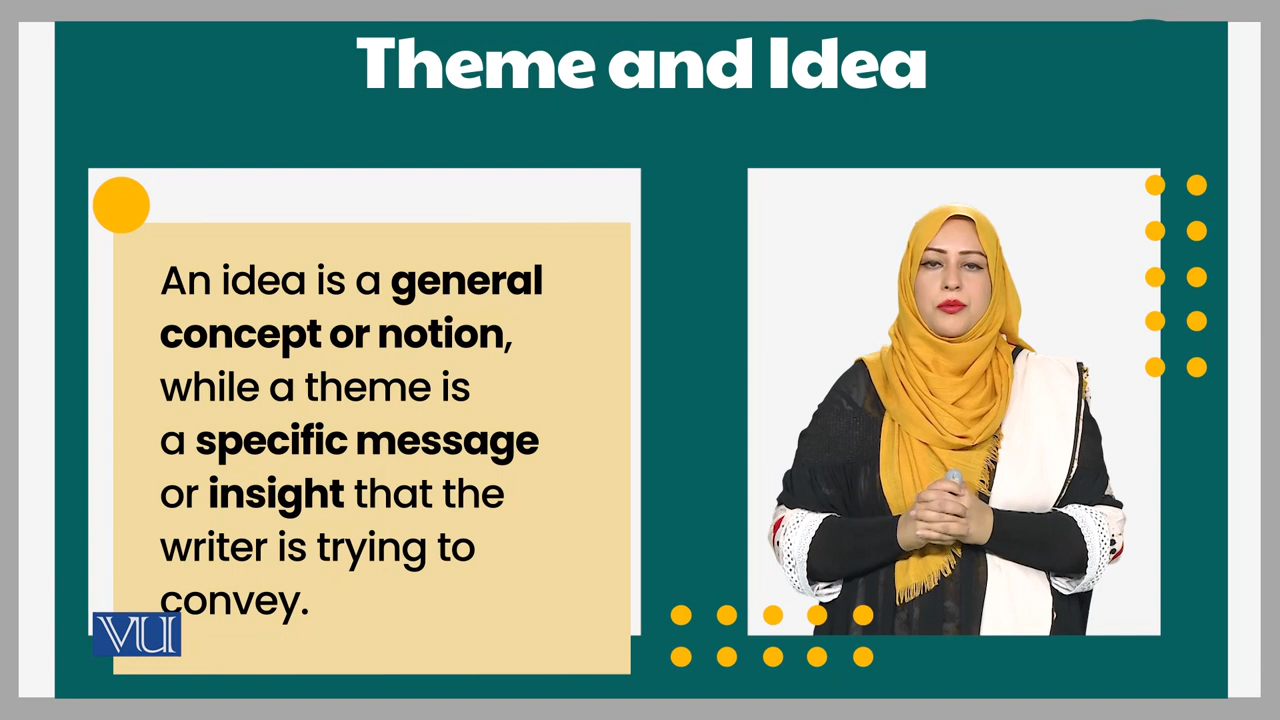 Theme and Idea
An idea is a general
concept or notion,
while a theme is
a specific message
or insight that the
writer is trying to
convey.
VU